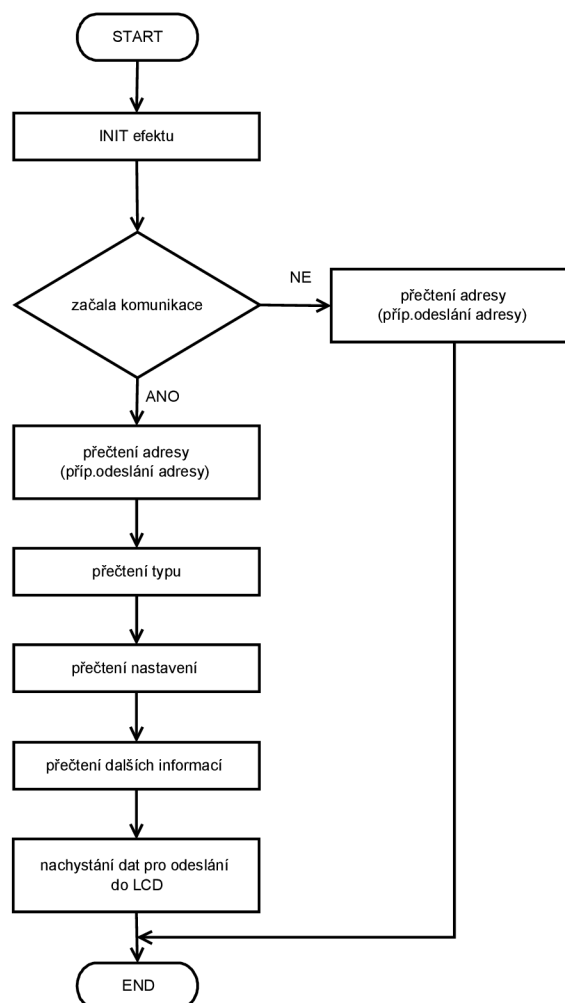 START
INIT efektu
začala komunikace
NE
přečtení adresy
(příp.odeslání adresy)
ANO
přečtení adresy
(příp.odeslání adresy)
přečtení typu
přečtení nastavení
přečtení dalších informací
nachystání dat pro odeslání
do LCD
END